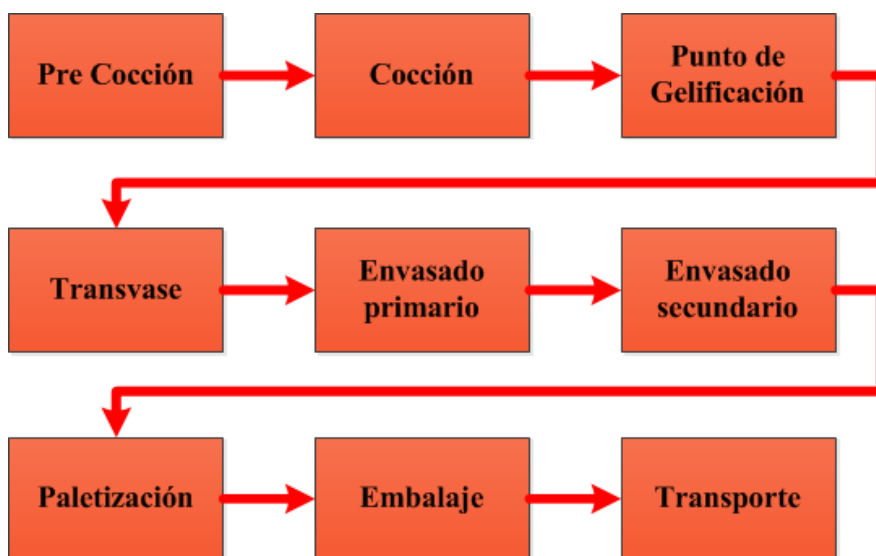 Pre Cocción
Cocción
Punto de
Gelificación
Transvase
Envasado
primario
Envasado
secundario
Paletización
Embalaje
Transporte